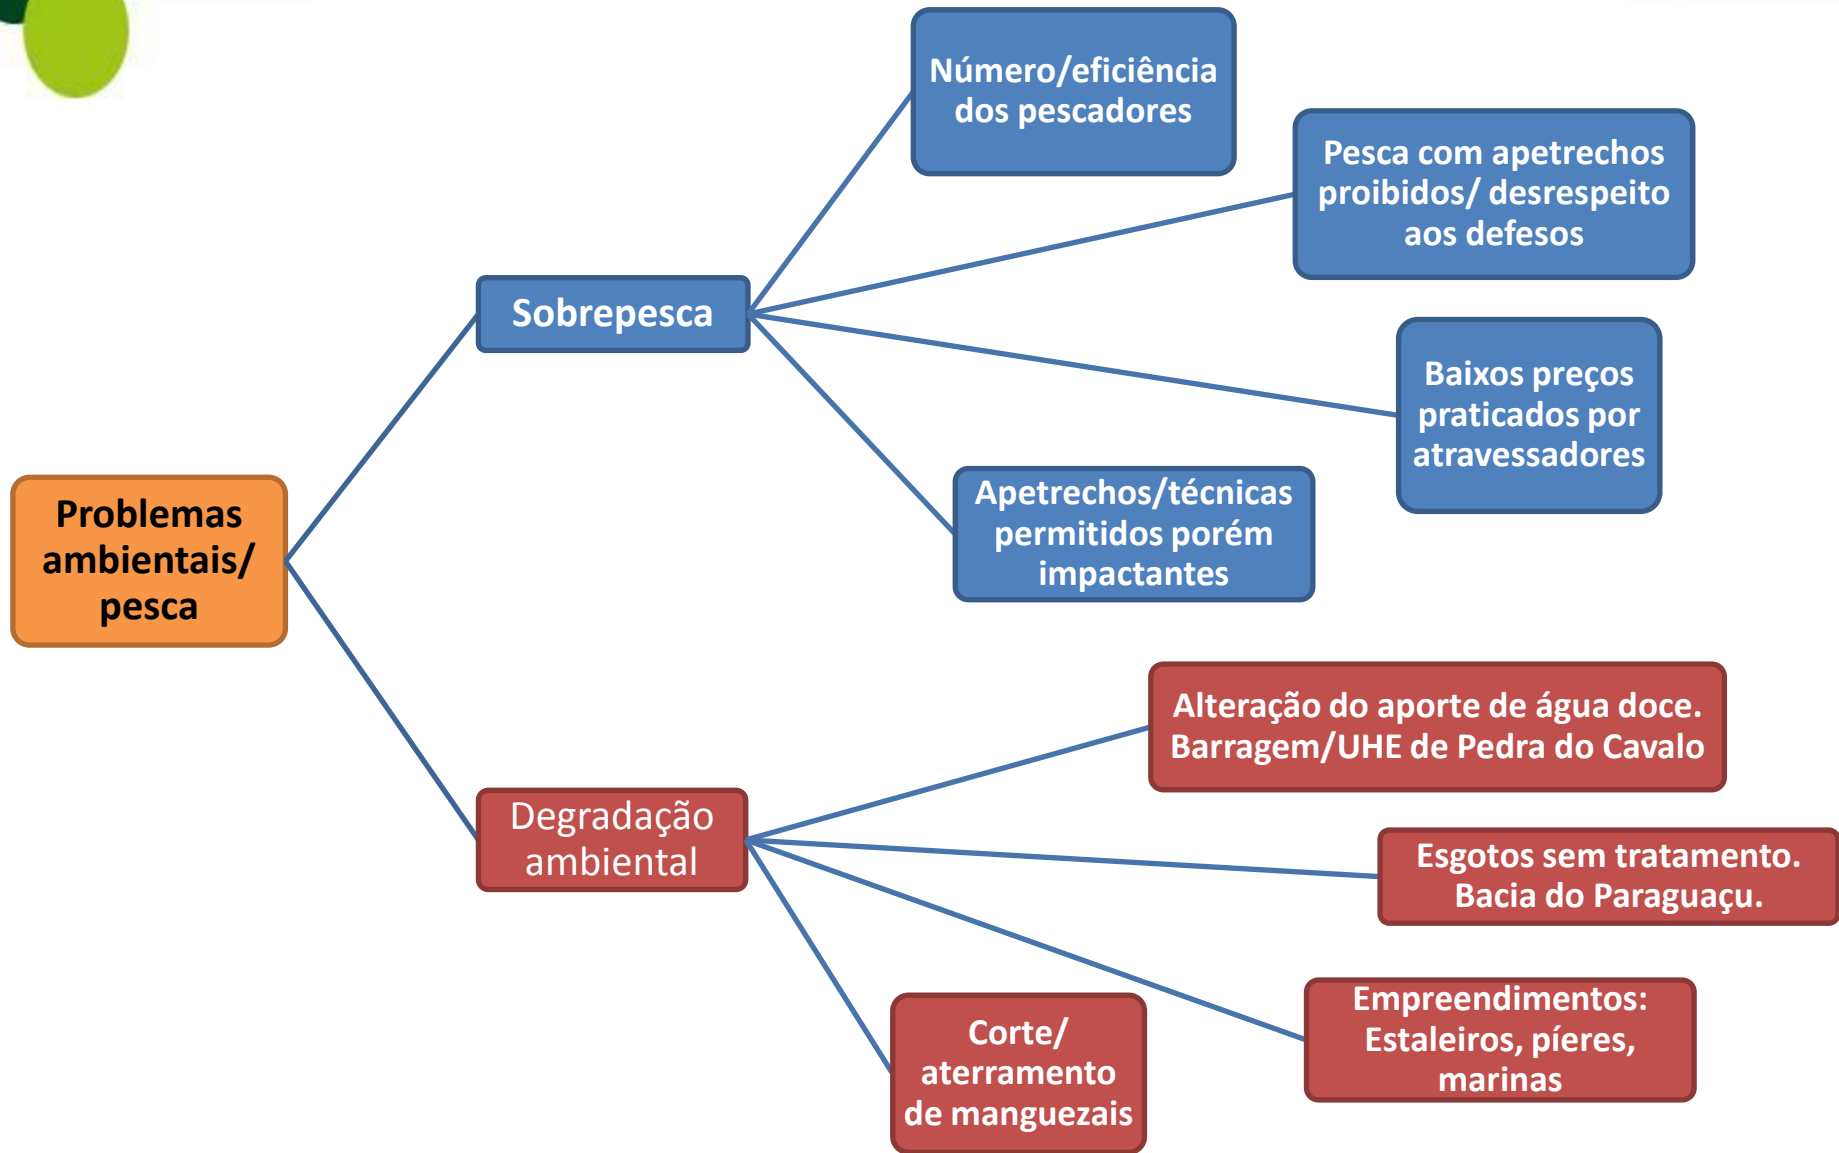 Número/eficiência
dos pescadores
Pesca com apetrechos
proibidos/ desrespeito
aos defesos
Sobrepesca
Baixos preços
praticados por
atravessadores
Apetrechos/técnicas
permitidos porém
impactantes
Problemas
ambientais/
pesca
Alteração do aporte de água doce.
Barragem/UHE de Pedra do Cavalo
Degradação
ambiental
Esgotos sem tratamento.
Bacia do Paraguaçu.
Empreendimentos:
Estaleiros, píeres,
marinas
Corte/
aterramento
de manguezais